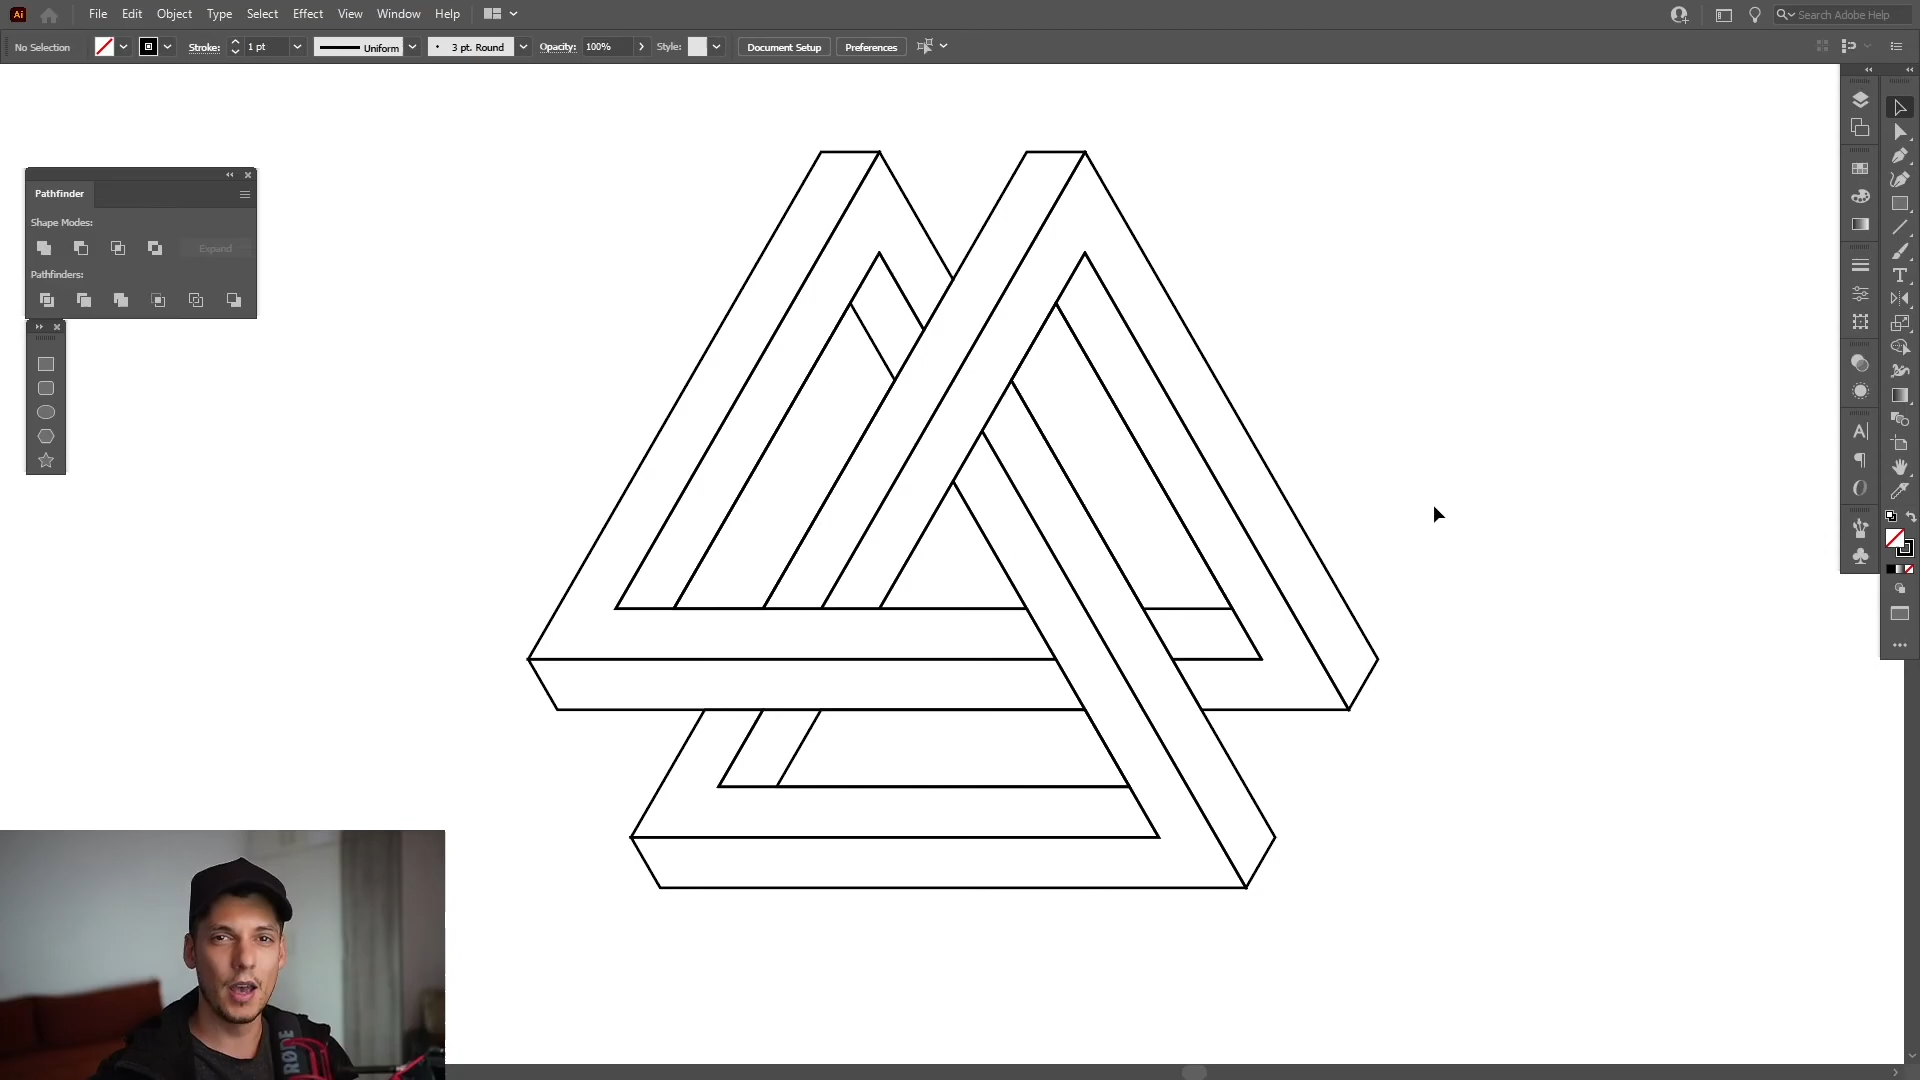 Ai File Edit Object Type Select Effect View Window Help Search Adobe Help
No Selection Stroke: 1 pt Uniform 3 pt. Round Opacity: 100% Style: Document Setup Preferences
Pathfinder
Shape Modes:
Expand
Pathfinders:
RØDE